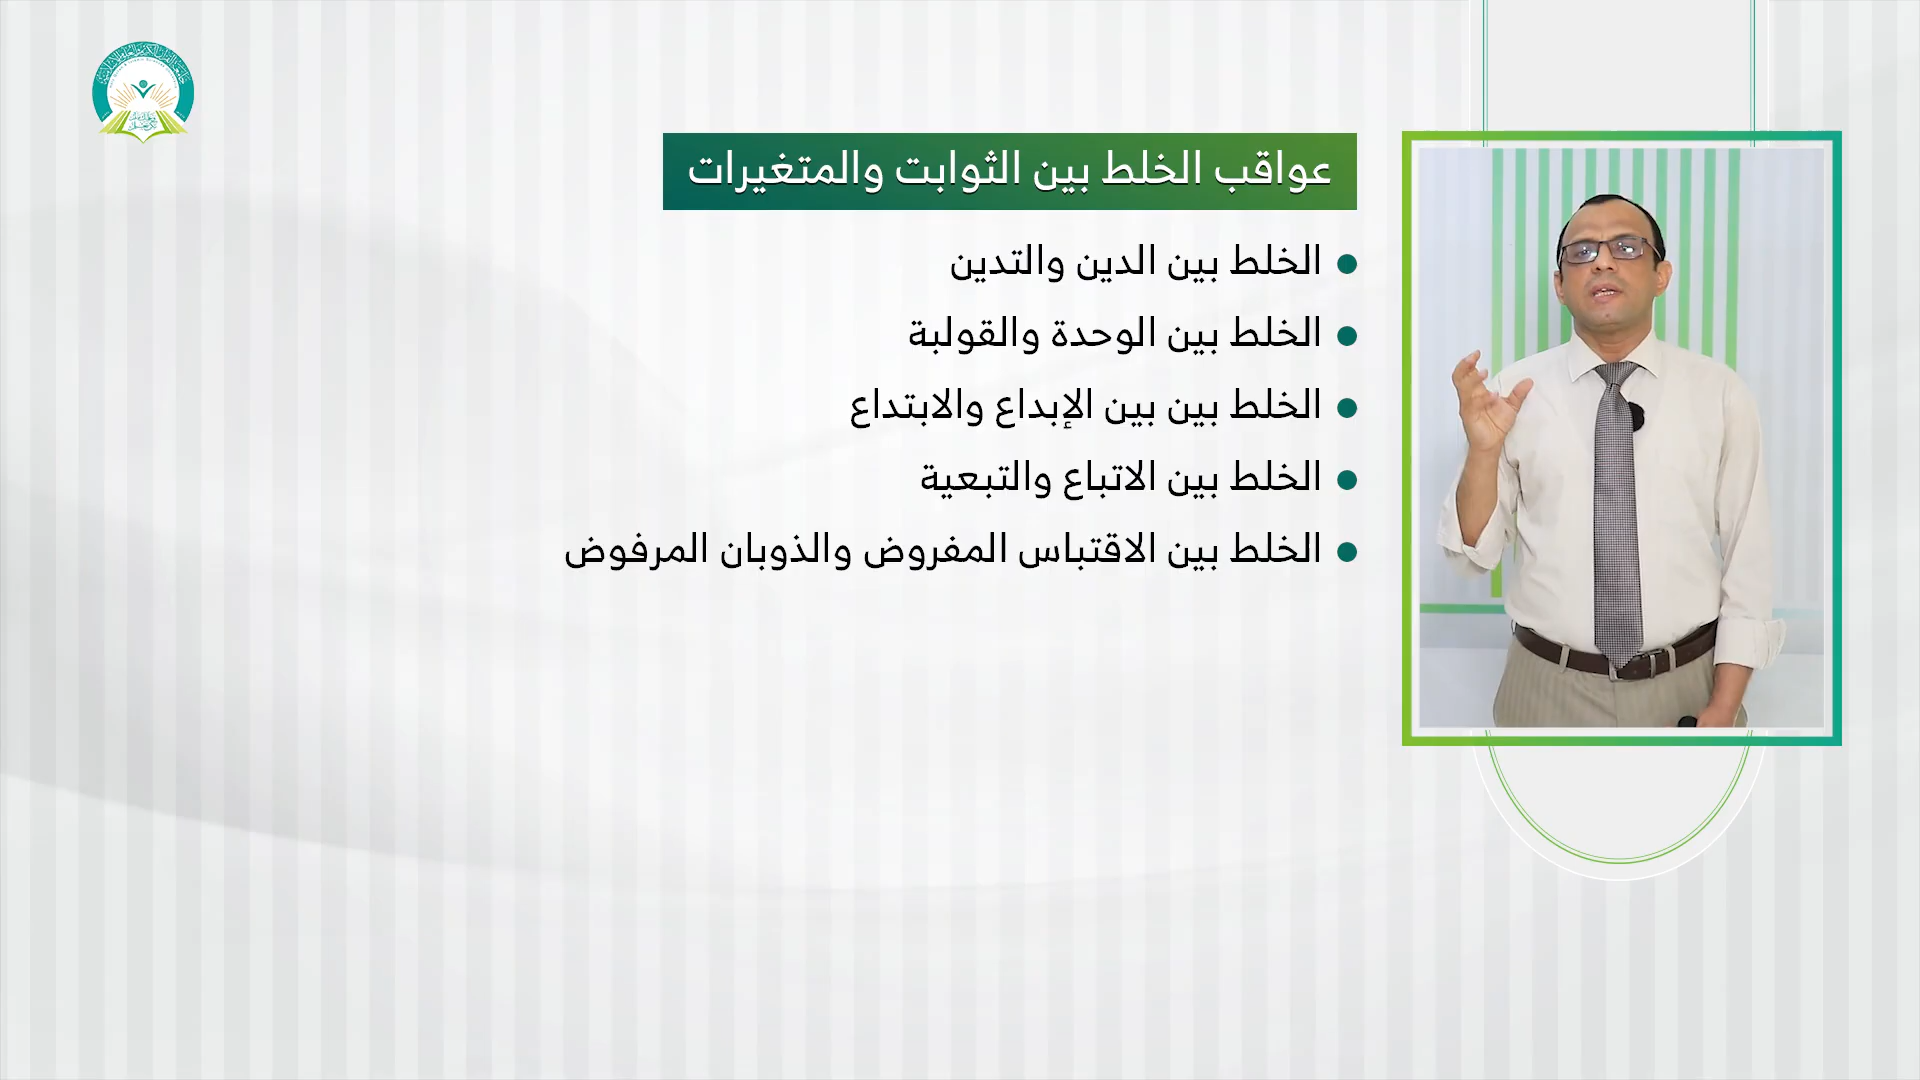 عواقب الخلط بين الثوابت والمتغيرات
الخلط بين الدين والتدين
الخلط بين الوحدة والقولبة
الخلط بين بين الإبداع والابتداع
الخلط بين الاتباع والتبعية
الخلط بين الاقتباس المفروض والذوبان المرفوض